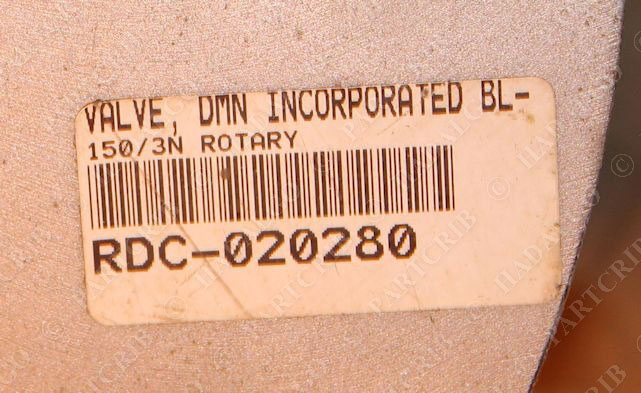 VALVE, DMN INCORPORATED BL-
150/3N ROTARY
RDC-020280